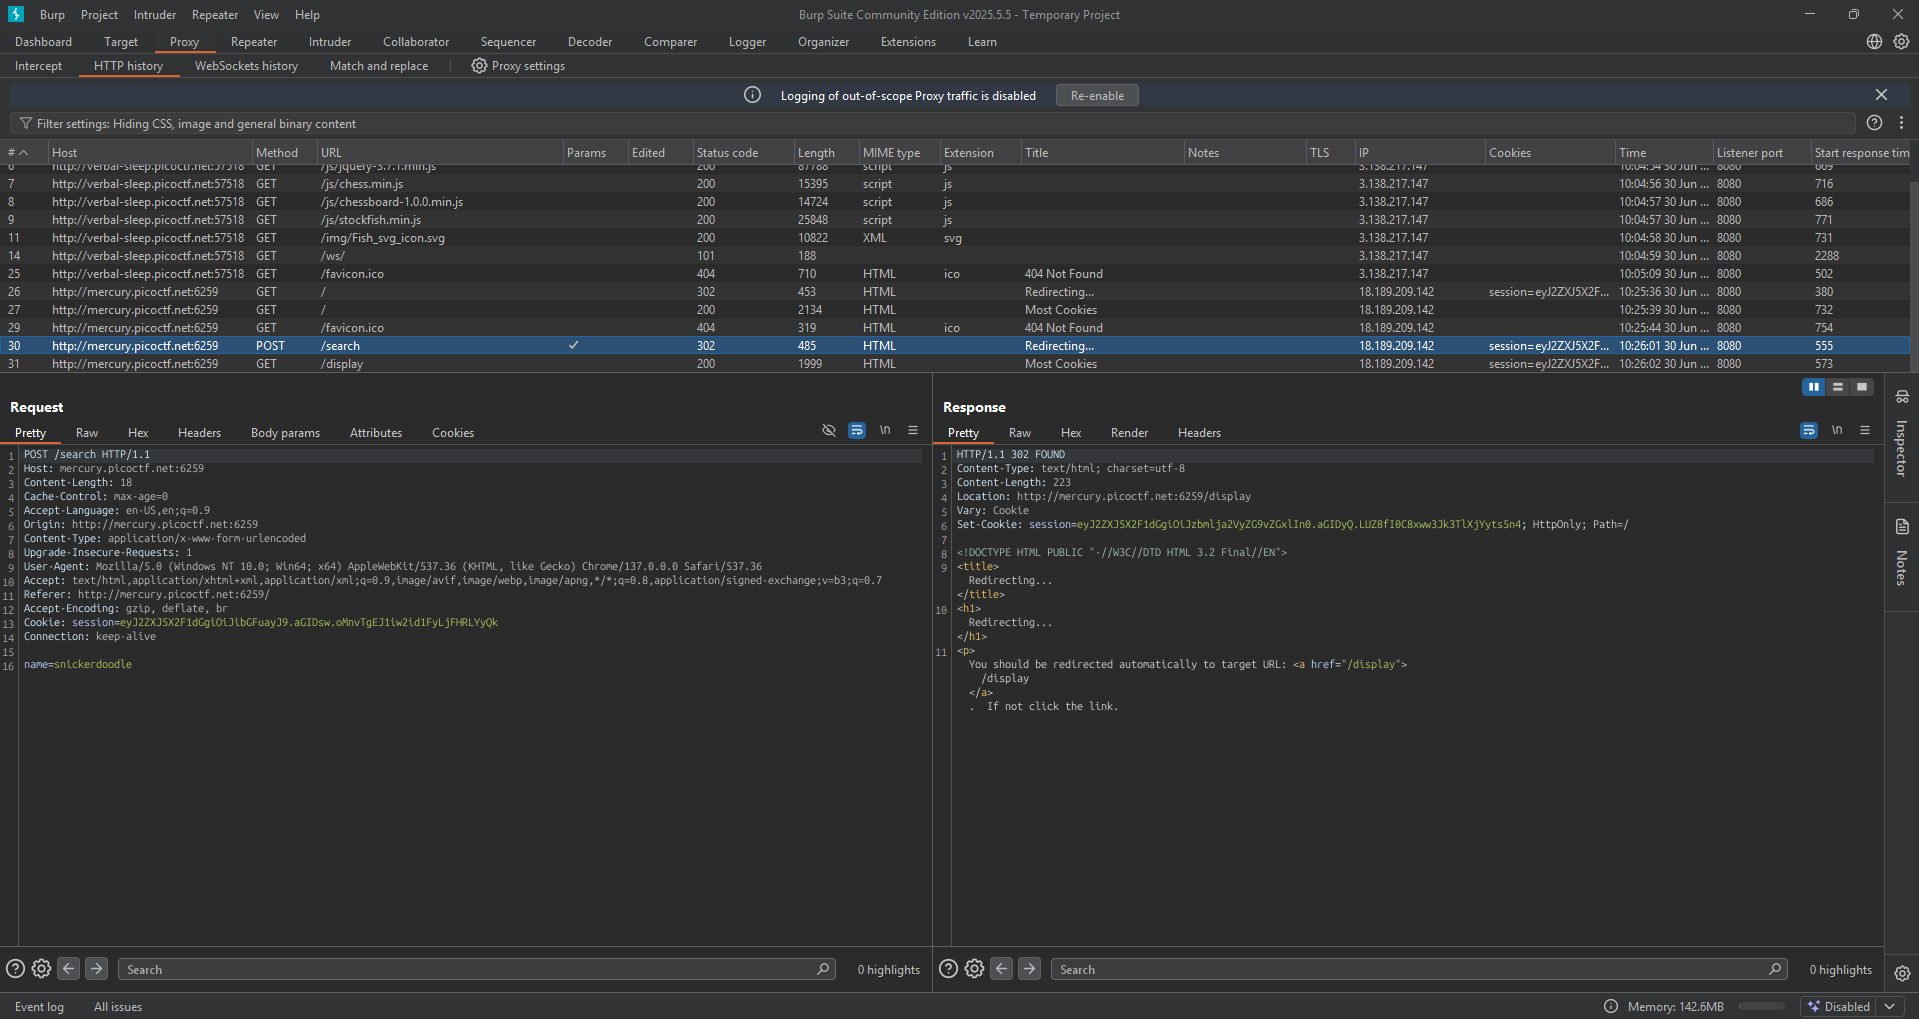 Burp Project Intruder Repeater View Help
Burp Suite Community Edition v2025.5.5 - Temporary Project
Dashboard Target Proxy Repeater Intruder Collaborator Sequencer Decoder Comparer Logger Organizer Extensions Learn
Intercept HTTP history WebSockets history Match and replace Proxy settings
Logging of out-of-scope Proxy traffic is disabled Re-enable
Filter settings: Hiding CSS, image and general binary content
# Host Method URL Params Edited Status code Length MIME type Extension Title Notes TLS IP Cookies Time Listener port Start response tim
6 http://verbal-sleep.picoctf.net:57518 GET /js/jquery-3.7.1.min.js 200 87788 script js 3.138.217.147 10:04:54 30 Jun ... 8080 669
7 http://verbal-sleep.picoctf.net:57518 GET /js/chess.min.js 200 15395 script js 3.138.217.147 10:04:56 30 Jun ... 8080 716
8 http://verbal-sleep.picoctf.net:57518 GET /js/chessboard-1.0.0.min.js 200 14724 script js 3.138.217.147 10:04:57 30 Jun ... 8080 686
9 http://verbal-sleep.picoctf.net:57518 GET /js/stockfish.min.js 200 25848 script js 3.138.217.147 10:04:57 30 Jun ... 8080 771
11 http://verbal-sleep.picoctf.net:57518 GET /img/Fish_svg_icon.svg 200 10822 XML svg 3.138.217.147 10:04:58 30 Jun ... 8080 731
14 http://verbal-sleep.picoctf.net:57518 GET /ws/ 101 188 3.138.217.147 10:04:59 30 Jun ... 8080 2288
25 http://verbal-sleep.picoctf.net:57518 GET /favicon.ico 404 710 HTML ico 404 Not Found 3.138.217.147 10:05:09 30 Jun ... 8080 502
26 http://mercury.picoctf.net:6259 GET / 302 453 HTML Redirecting... 18.189.209.142 session=eyJ2ZXJ5X2F... 10:25:36 30 Jun ... 8080 380
27 http://mercury.picoctf.net:6259 GET / 200 2134 HTML Most Cookies 18.189.209.142 10:25:39 30 Jun ... 8080 732
29 http://mercury.picoctf.net:6259 GET /favicon.ico 404 319 HTML ico 404 Not Found 18.189.209.142 10:25:44 30 Jun ... 8080 754
30 http://mercury.picoctf.net:6259 POST /search ✓ 302 485 HTML Redirecting... 18.189.209.142 session=eyJ2ZXJ5X2F... 10:26:01 30 Jun ... 8080 555
31 http://mercury.picoctf.net:6259 GET /display 200 1999 HTML Most Cookies 18.189.209.142 session=eyJ2ZXJ5X2F... 10:26:02 30 Jun ... 8080 573
Request
Pretty Raw Hex Headers Body params Attributes Cookies \n
1 POST /search HTTP/1.1
2 Host: mercury.picoctf.net:6259
3 Content-Length: 18
4 Cache-Control: max-age=0
5 Accept-Language: en-US,en;q=0.9
6 Origin: http://mercury.picoctf.net:6259
7 Content-Type: application/x-www-form-urlencoded
8 Upgrade-Insecure-Requests: 1
9 User-Agent: Mozilla/5.0 (Windows NT 10.0; Win64; x64) AppleWebKit/537.36 (KHTML, like Gecko) Chrome/137.0.0.0 Safari/537.36
10 Accept: text/html,application/xhtml+xml,application/xml;q=0.9,image/avif,image/webp,image/apng,*/*;q=0.8,application/signed-exchange;v=b3;q=0.7
11 Referer: http://mercury.picoctf.net:6259/
12 Accept-Encoding: gzip, deflate, br
13 Cookie: session=eyJ2ZXJ5X2F1dGgiOiJibGFuayJ9.aGIDsw.oMnvTgEJ1iw2id1FyLjFHRLYyQk
14 Connection: keep-alive
15
16 name=snickerdoodle
Response
Pretty Raw Hex Render Headers \n
1 HTTP/1.1 302 FOUND
2 Content-Type: text/html; charset=utf-8
3 Content-Length: 223
4 Location: http://mercury.picoctf.net:6259/display
5 Vary: Cookie
6 Set-Cookie: session=eyJ2ZXJ5X2F1dGgiOiJzbmlja2VyZG9vZGxlIn0.aGIDyQ.LUZ8fI0C8xww3Jk3TlXjYyts5n4; HttpOnly; Path=/
7
8 <!DOCTYPE HTML PUBLIC "-//W3C//DTD HTML 3.2 Final//EN">
9 <title>
Redirecting...
</title>
10 <h1>
Redirecting...
</h1>
11 <p>
You should be redirected automatically to target URL: <a href="/display">
/display
</a>
. If not click the link.
Inspector
Notes
Search 0 highlights
Search 0 highlights
Event log All issues
Memory: 142.6MB Disabled